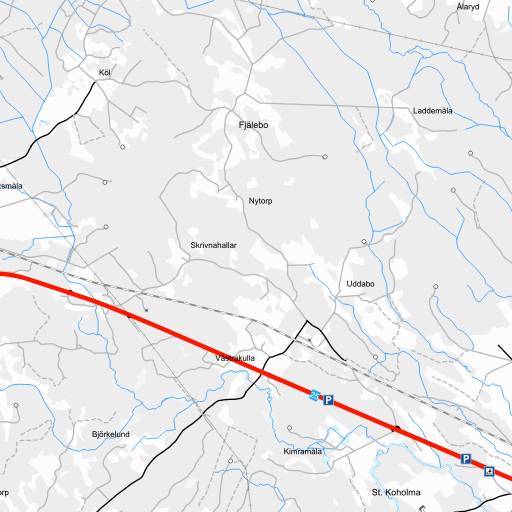 Ålaryd
Köl
Laddemåla
Fjälebo
Nytorp
Skrivnahallar
Uddabo
Västrakulla
P
Björkelund
Kimramåla
P
St. Koholma